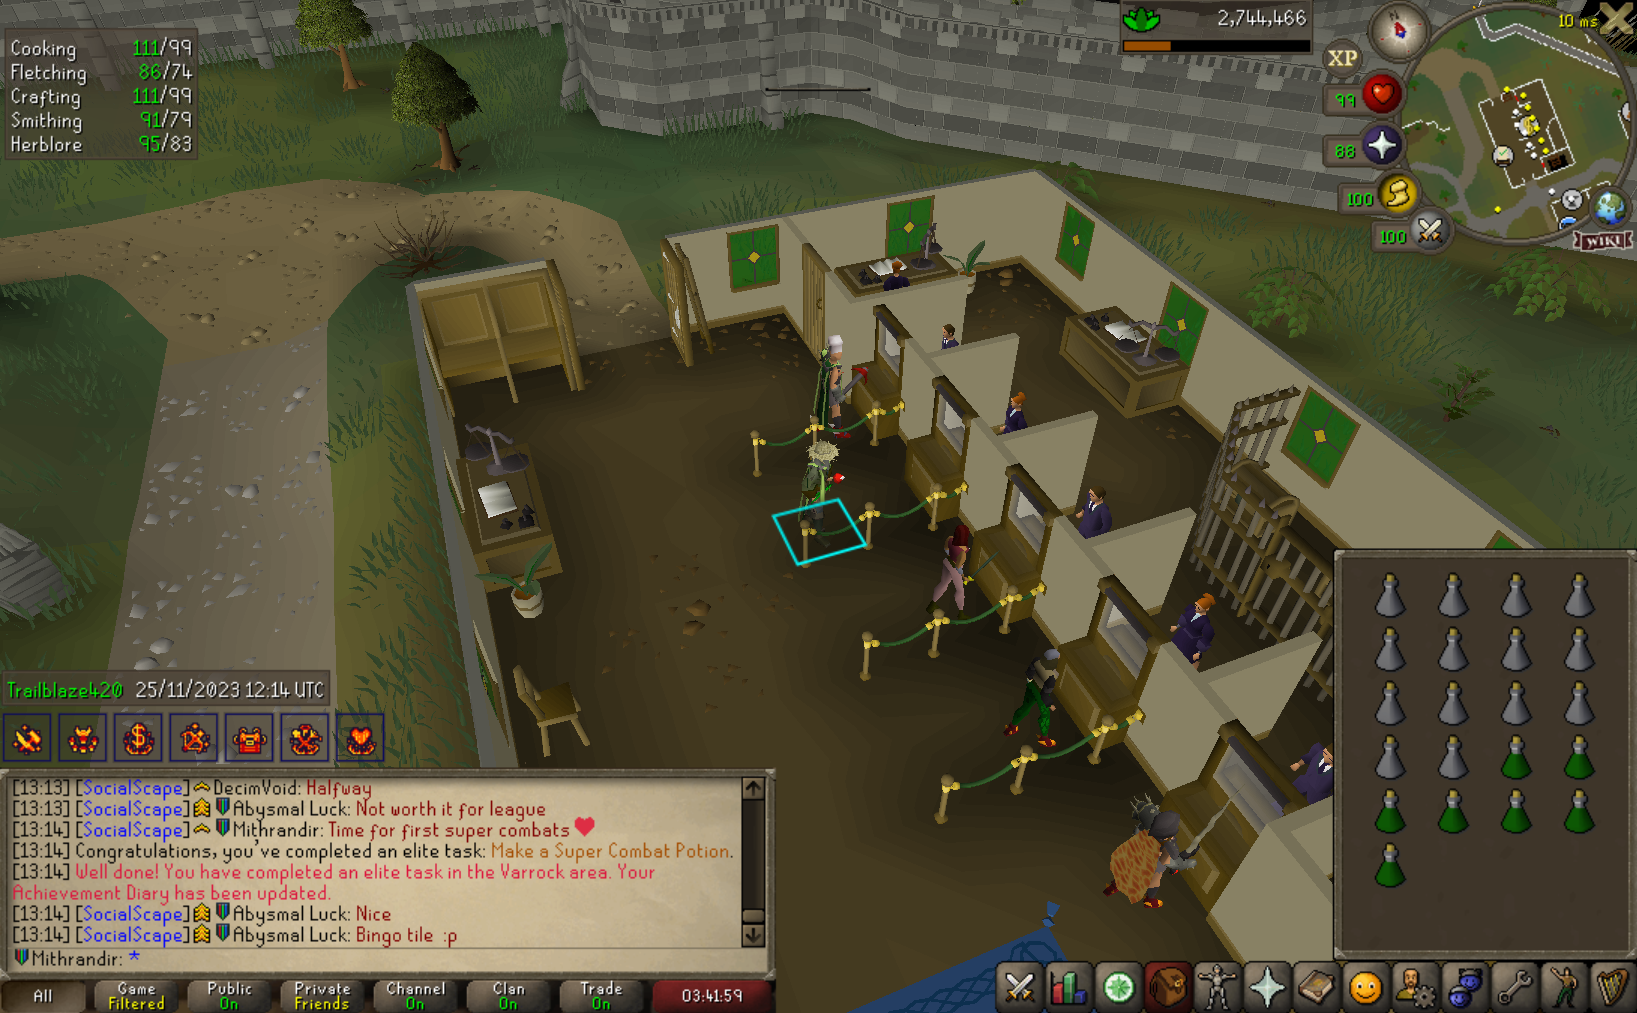 Cooking 111/99
Fletching 86/74
Crafting 111/99
Smithing 91/79
Herblore 95/83
2,744,466
10 ms
XP
99
88
100
100
WIKI
Trailblaze420 25/11/2023 12:14 UTC
[13:13] [SocialScape] DecimVoid: Halfway
[13:13] [SocialScape] Abysmal Luck: Not worth it for league
[13:14] [SocialScape] Mithrandir: Time for first super combats
[13:14] Congratulations, you've completed an elite task: Make a Super Combat Potion.
[13:14] Well done! You have completed an elite task in the Varrock area. Your
Achievement Diary has been updated.
[13:14] [SocialScape] Abysmal Luck: Nice
[13:14] [SocialScape] Abysmal Luck: Bingo tile :p
Mithrandir: *
All
Game Filtered
Public On
Private Friends
Channel On
Clan On
Trade On
03:41:59